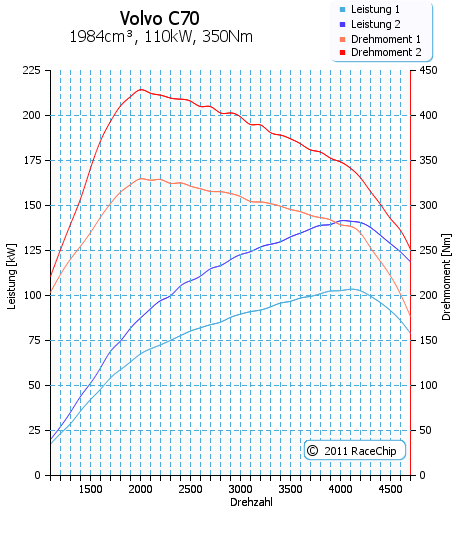 Volvo C70
1984cm³, 110kW, 350Nm
Leistung 1
Leistung 2
Drehmoment 1
Drehmoment 2
225
200
175
150
125
100
75
50
25
0
Leistung [kW]
450
400
350
300
250
200
150
100
50
0
Drehmoment [Nm]
1500 2000 2500 3000 3500 4000 4500
Drehzahl
© 2011 RaceChip